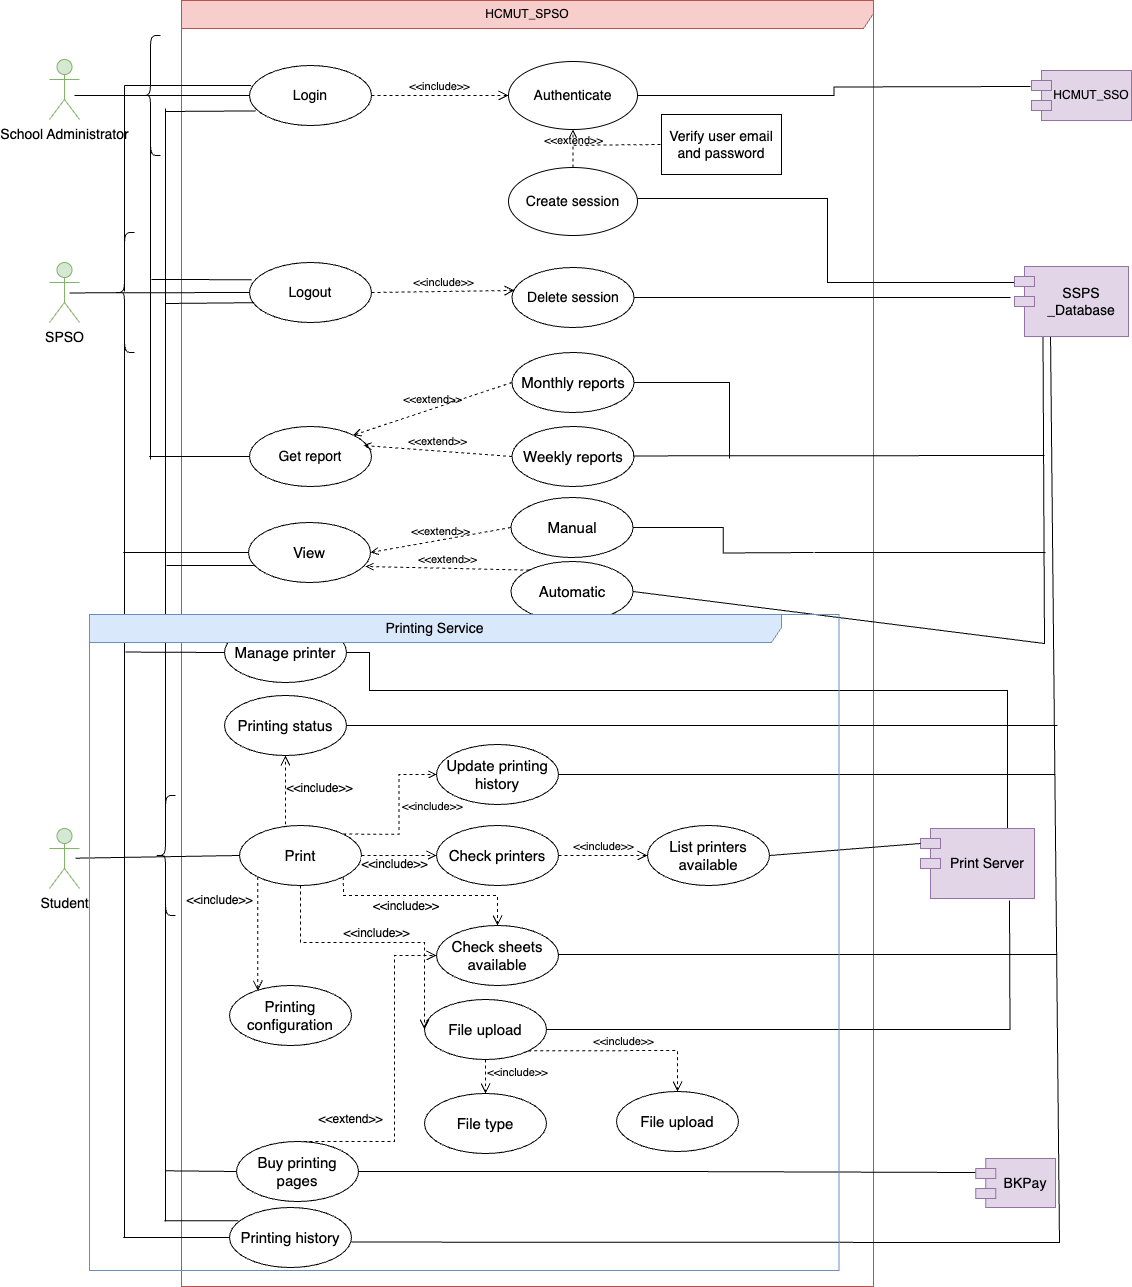 HCMUT_SPSO
Login
<<include>>
Authenticate
HCMUT_SSO
School Administrator
<<extend>>
Verify user email
and password
Create session
SPSO
Logout
<<include>>
Delete session
SSPS
_Database
Monthly reports
<<extend>>
Get report
<<extend>>
Weekly reports
Manual
<<extend>>
View
<<extend>>
Automatic
Printing Service
Manage printer
Printing status
<<include>>
Update printing
history
<<include>>
Student
Print
<<include>>
Check printers
<<include>>
List printers
available
Print Server
<<include>>
<<include>>
<<include>>
Check sheets
available
Printing
configuration
File upload
<<include>>
<<include>>
File type
File upload
<<extend>>
Buy printing
pages
BKPay
Printing history